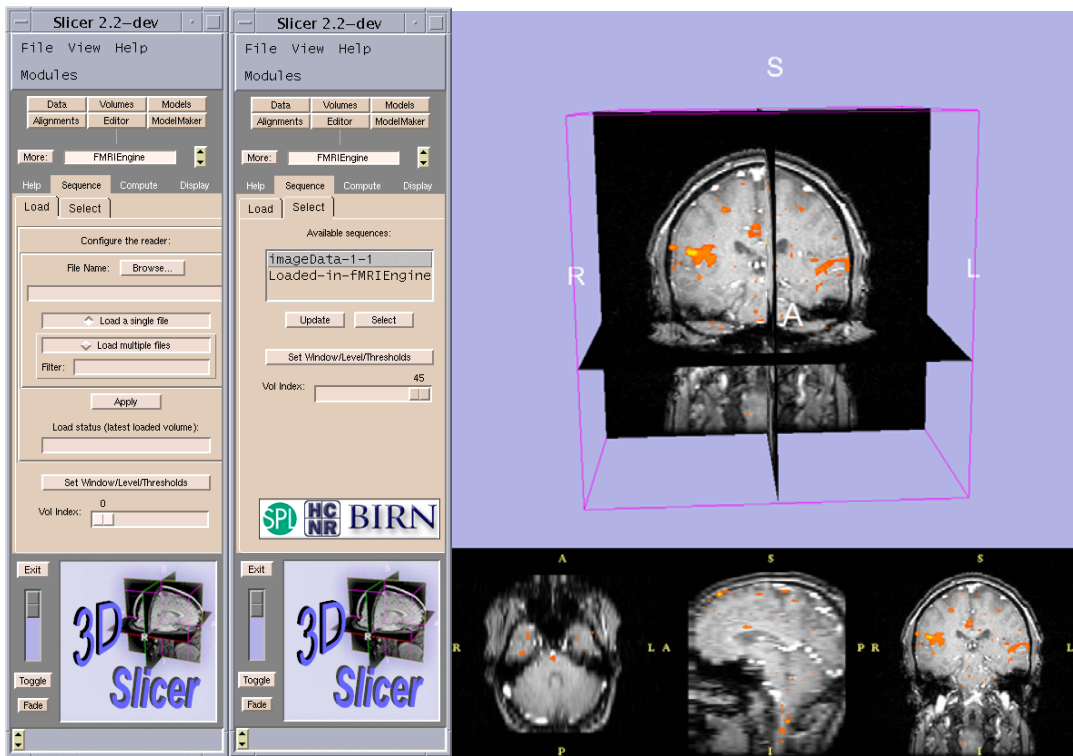 Slicer 2.2-dev
File View Help
Modules
Data Volumes Models
Alignments Editor ModelMaker
More: FMRIEngine
Help Sequence Compute Display
Load Select
Configure the reader:
File Name: Browse...
Load a single file
Load multiple files
Filter:
Apply
Load status (latest loaded volume):
Set Window/Level/Thresholds
0
Vol Index:
Exit
3D
R
Slicer
Toggle
Fade
Slicer 2.2-dev
File View Help
Modules
Data Volumes Models
Alignments Editor ModelMaker
More: FMRIEngine
Help Sequence Compute Display
Load Select
Available sequences:
imageData-1-1
Loaded-in-fMRIEngine
Update Select
Set Window/Level/Thresholds
45
Vol Index:
SPL HC NR BIRN
Exit
3D
R
Slicer
Toggle
Fade
S
R L
A
A S S
R L A P R L
P I I